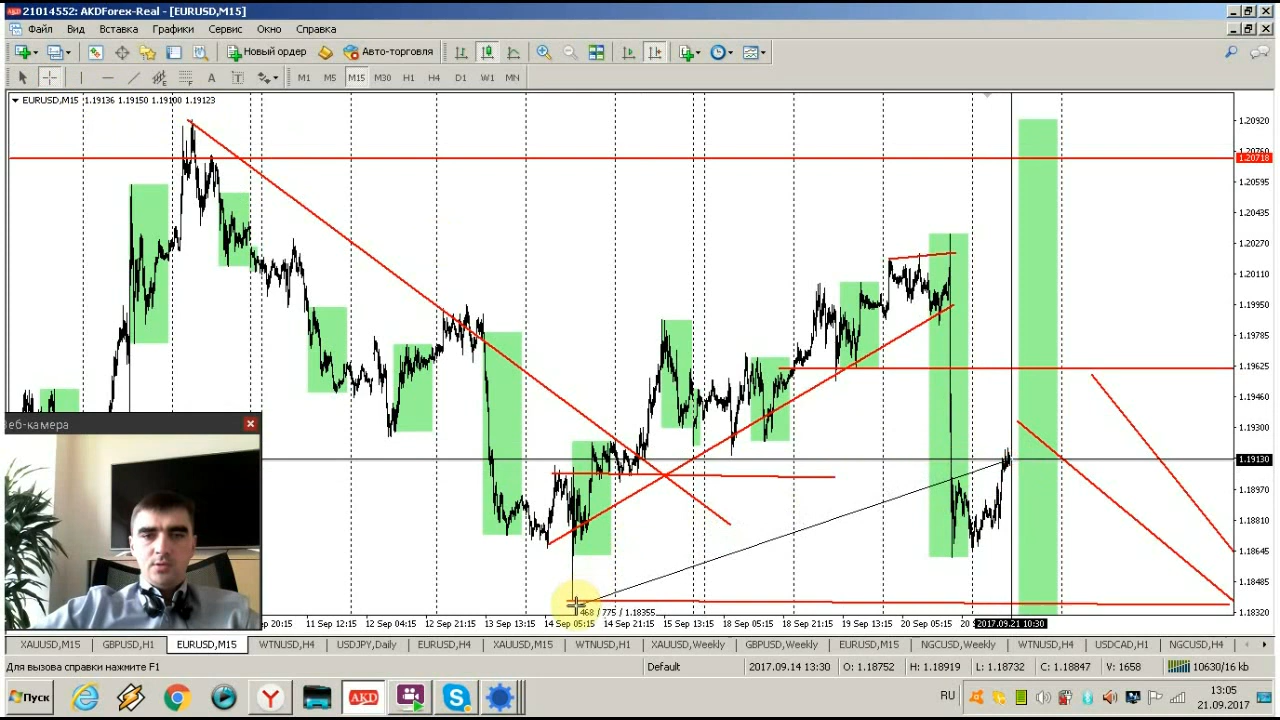 21014552: AKDForex-Real - [EURUSD,M15]
Файл Вид Вставка Графики Сервис Окно Справка
Новый ордер Авто-торговля
A T M1 M5 M15 M30 H1 H4 D1 W1 MN
EURUSD,M15 1.19136 1.19150 1.19100 1.19123
1.20920
1.20718
1.20595
1.20435
1.20270
1.20110
1.19950
1.19785
1.19625
1.19460
1.19300
1.19130
1.18970
1.18810
1.18645
1.18485
1.18320
еб-камера
468 / 775 / 1.18355
20:15 11 Sep 12:15 12 Sep 04:15 12 Sep 21:15 13 Sep 13:15 14 Sep 05:15 14 Sep 21:15 15 Sep 13:15 18 Sep 05:15 18 Sep 21:15 19 Sep 13:15 20 Sep 05:15 2017.09.21 10:30
XAUUSD,M15 GBPUSD,H1 EURUSD,M15 WTNUSD,H4 USDJPY,Daily EURUSD,H4 XAUUSD,M15 WTNUSD,H1 XAUUSD,Weekly GBPUSD,Weekly EURUSD,M15 NGCUSD,Weekly WTNUSD,H4 USDCAD,H1 NGCUSD,H4
Для вызова справки нажмите F1 Default 2017.09.14 13:30 O: 1.18752 H: 1.18919 L: 1.18732 C: 1.18847 V: 1658 10630/16 kb
Пуск AKD RU 13:05
21.09.2017